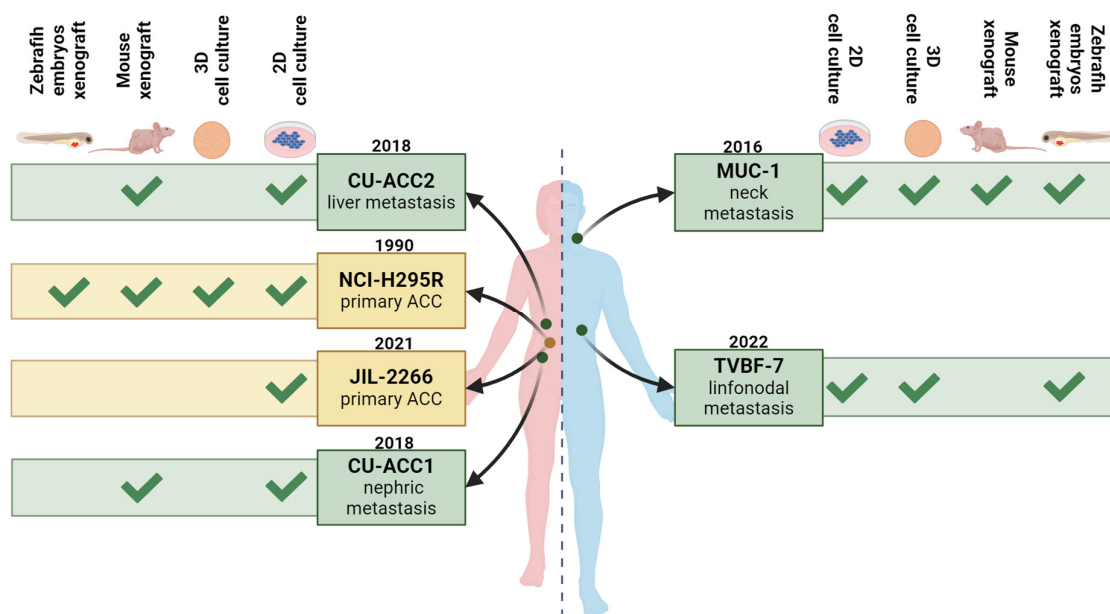 Zebrafih
embryos
xenograft
Mouse
xenograft
3D
cell culture
2D
cell culture
2D
cell culture
3D
cell culture
Mouse
xenograft
Zebrafih
embryos
xenograft
2018
CU-ACC2
liver metastasis
1990
NCI-H295R
primary ACC
2021
JIL-2266
primary ACC
2018
CU-ACC1
nephric
metastasis
2016
MUC-1
neck
metastasis
2022
TVBF-7
linfonodal
metastasis